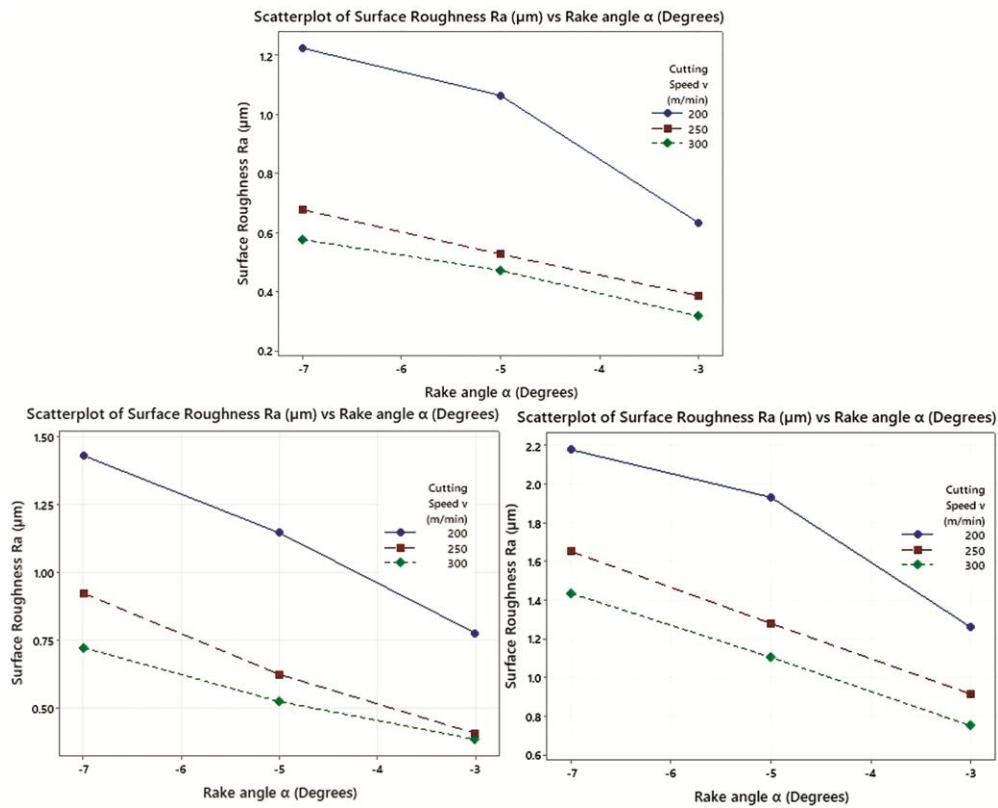 Scatterplot of Surface Roughness Ra (µm) vs Rake angle α (Degrees)
Surface Roughness Ra (µm)
1.2
1.0
0.8
0.6
0.4
0.2
Cutting
Speed v
(m/min)
200
250
300
-7
-6
-5
-4
-3
Rake angle α (Degrees)
Scatterplot of Surface Roughness Ra (µm) vs Rake angle α (Degrees)
Surface Roughness Ra (µm)
1.50
1.25
1.00
0.75
0.50
Cutting
Speed v
(m/min)
200
250
300
-7
-6
-5
-4
-3
Rake angle α (Degrees)
Scatterplot of Surface Roughness Ra (µm) vs Rake angle α (Degrees)
Surface Roughness Ra (µm)
2.2
2.0
1.8
1.6
1.4
1.2
1.0
0.8
0.6
Cutting
Speed v
(m/min)
200
250
300
-7
-6
-5
-4
-3
Rake angle α (Degrees)